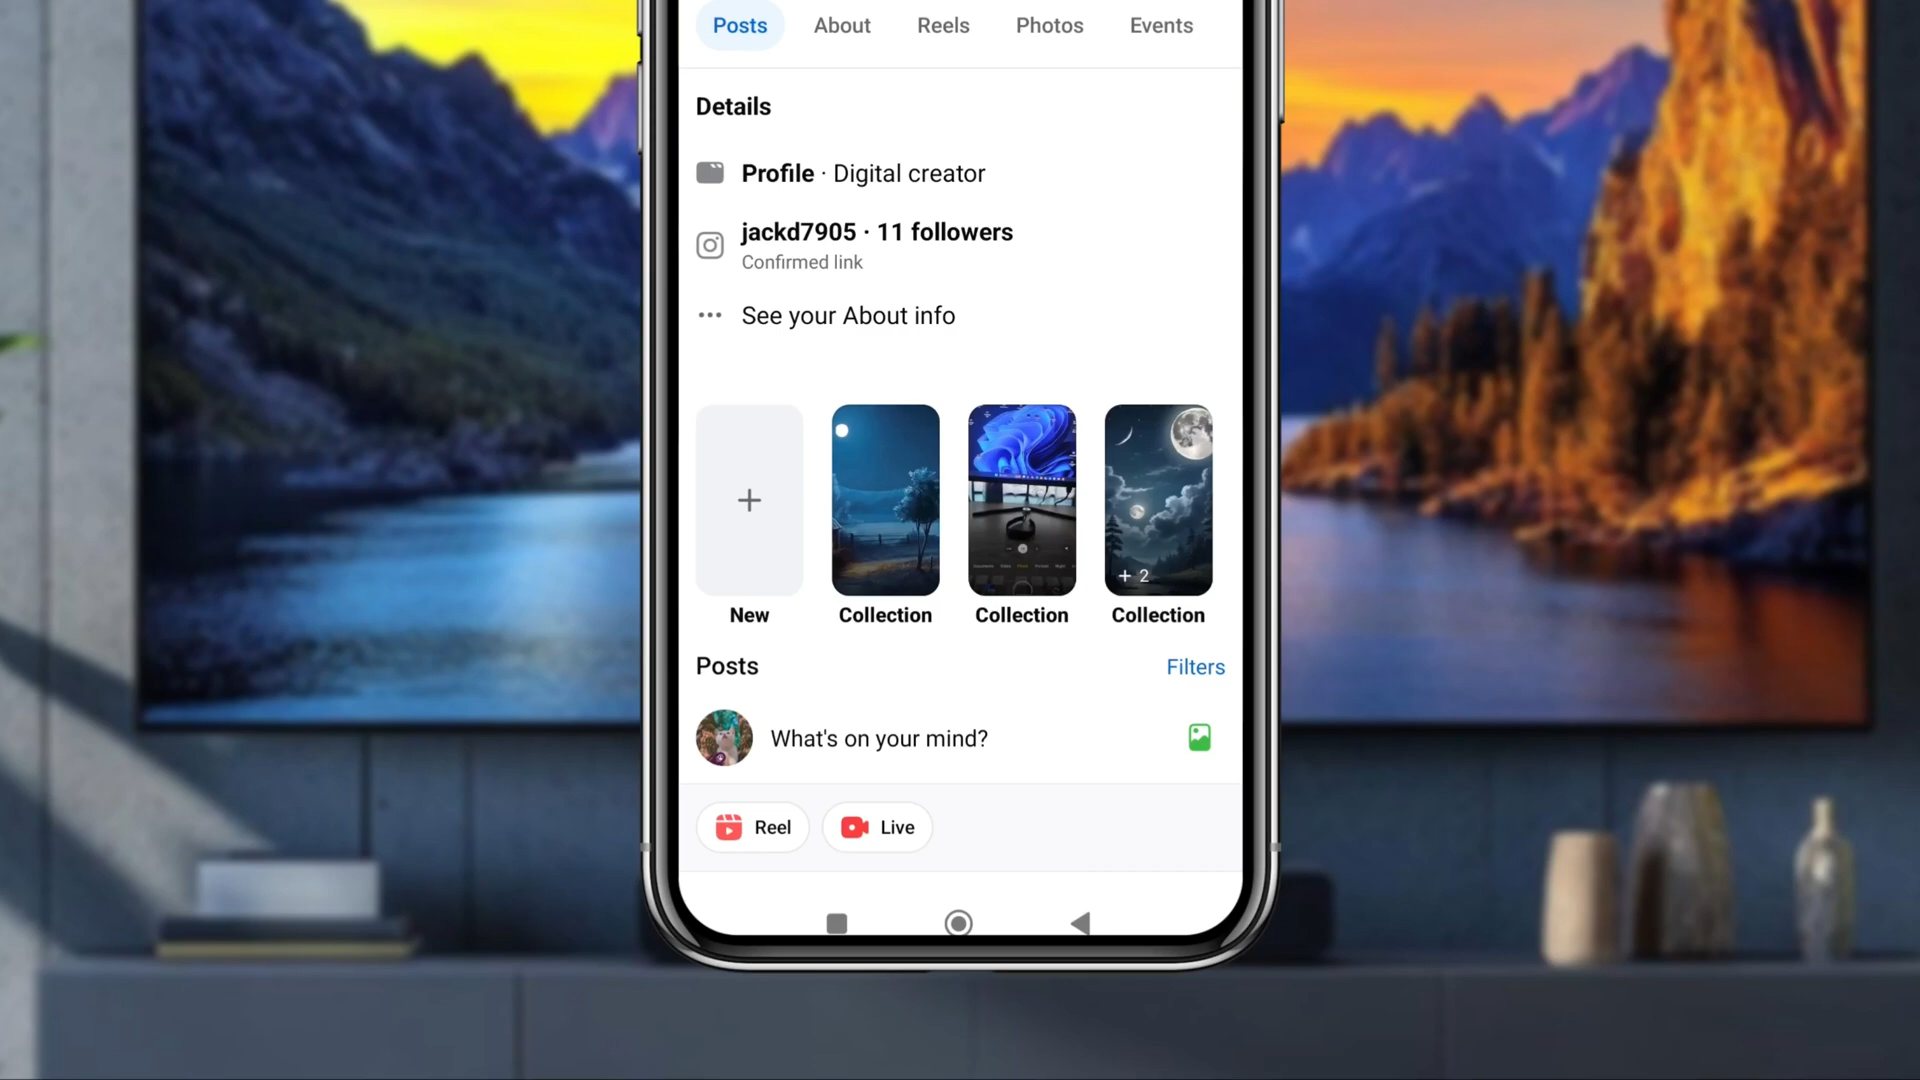 Posts About Reels Photos Events
Details
Profile · Digital creator
jackd7905 · 11 followers
Confirmed link
See your About info
+ 2
New Collection Collection Collection
Posts Filters
What's on your mind?
Reel Live